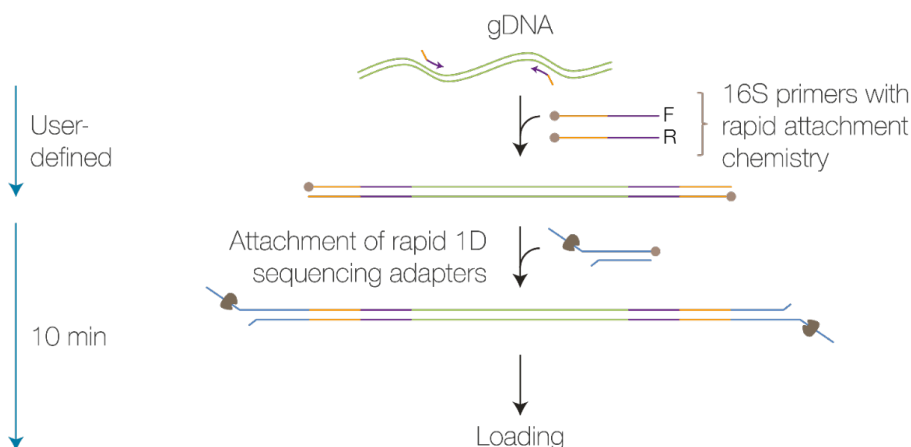 gDNA
User-
defined
F
R
16S primers with
rapid attachment
chemistry
Attachment of rapid 1D
sequencing adapters
10 min
Loading